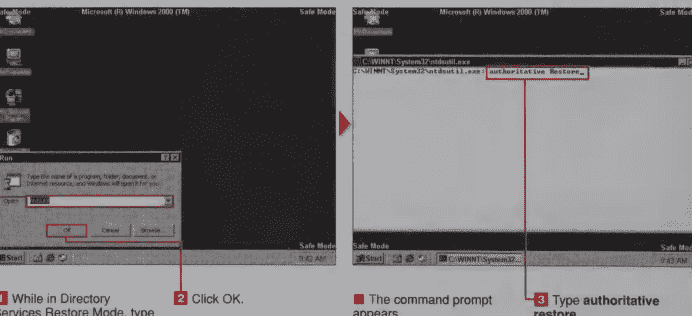 Safe Mode
Microsoft (R) Windows 2000 (TM)
Safe Mode
My Documents
Run
Type the name of a program, folder, document, or
Internet resource, and Windows will open it for you.
Open:
OK
Cancel
Browse...
Safe Mode
Start
9:42 AM
1 While in Directory
Services Restore Mode, type
2 Click OK.
Safe Mode
Microsoft (R) Windows 2000 (TM)
Safe Mode
My Documents
C:\WINNT\System32\ntdsutil.exe
C:\WINNT\System32\ntdsutil.exe: authoritative Restore_
Safe Mode
Safe Mode
Start
C:\WINNT\System32...
9:43 AM
The command prompt
appears.
3 Type authoritative
restore